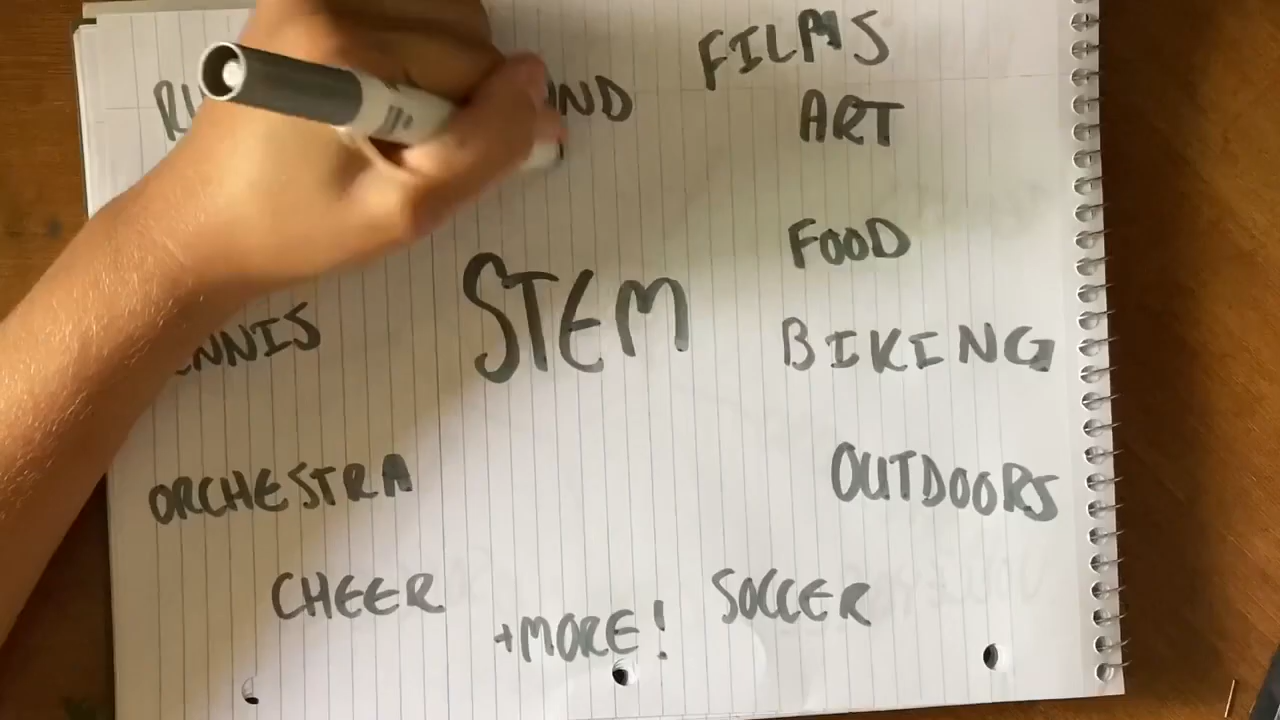 FILMS
ART
FOOD
STEM
BIKING
ORCHESTRA
OUTDOORS
CHEER
SOCCER
+MORE!